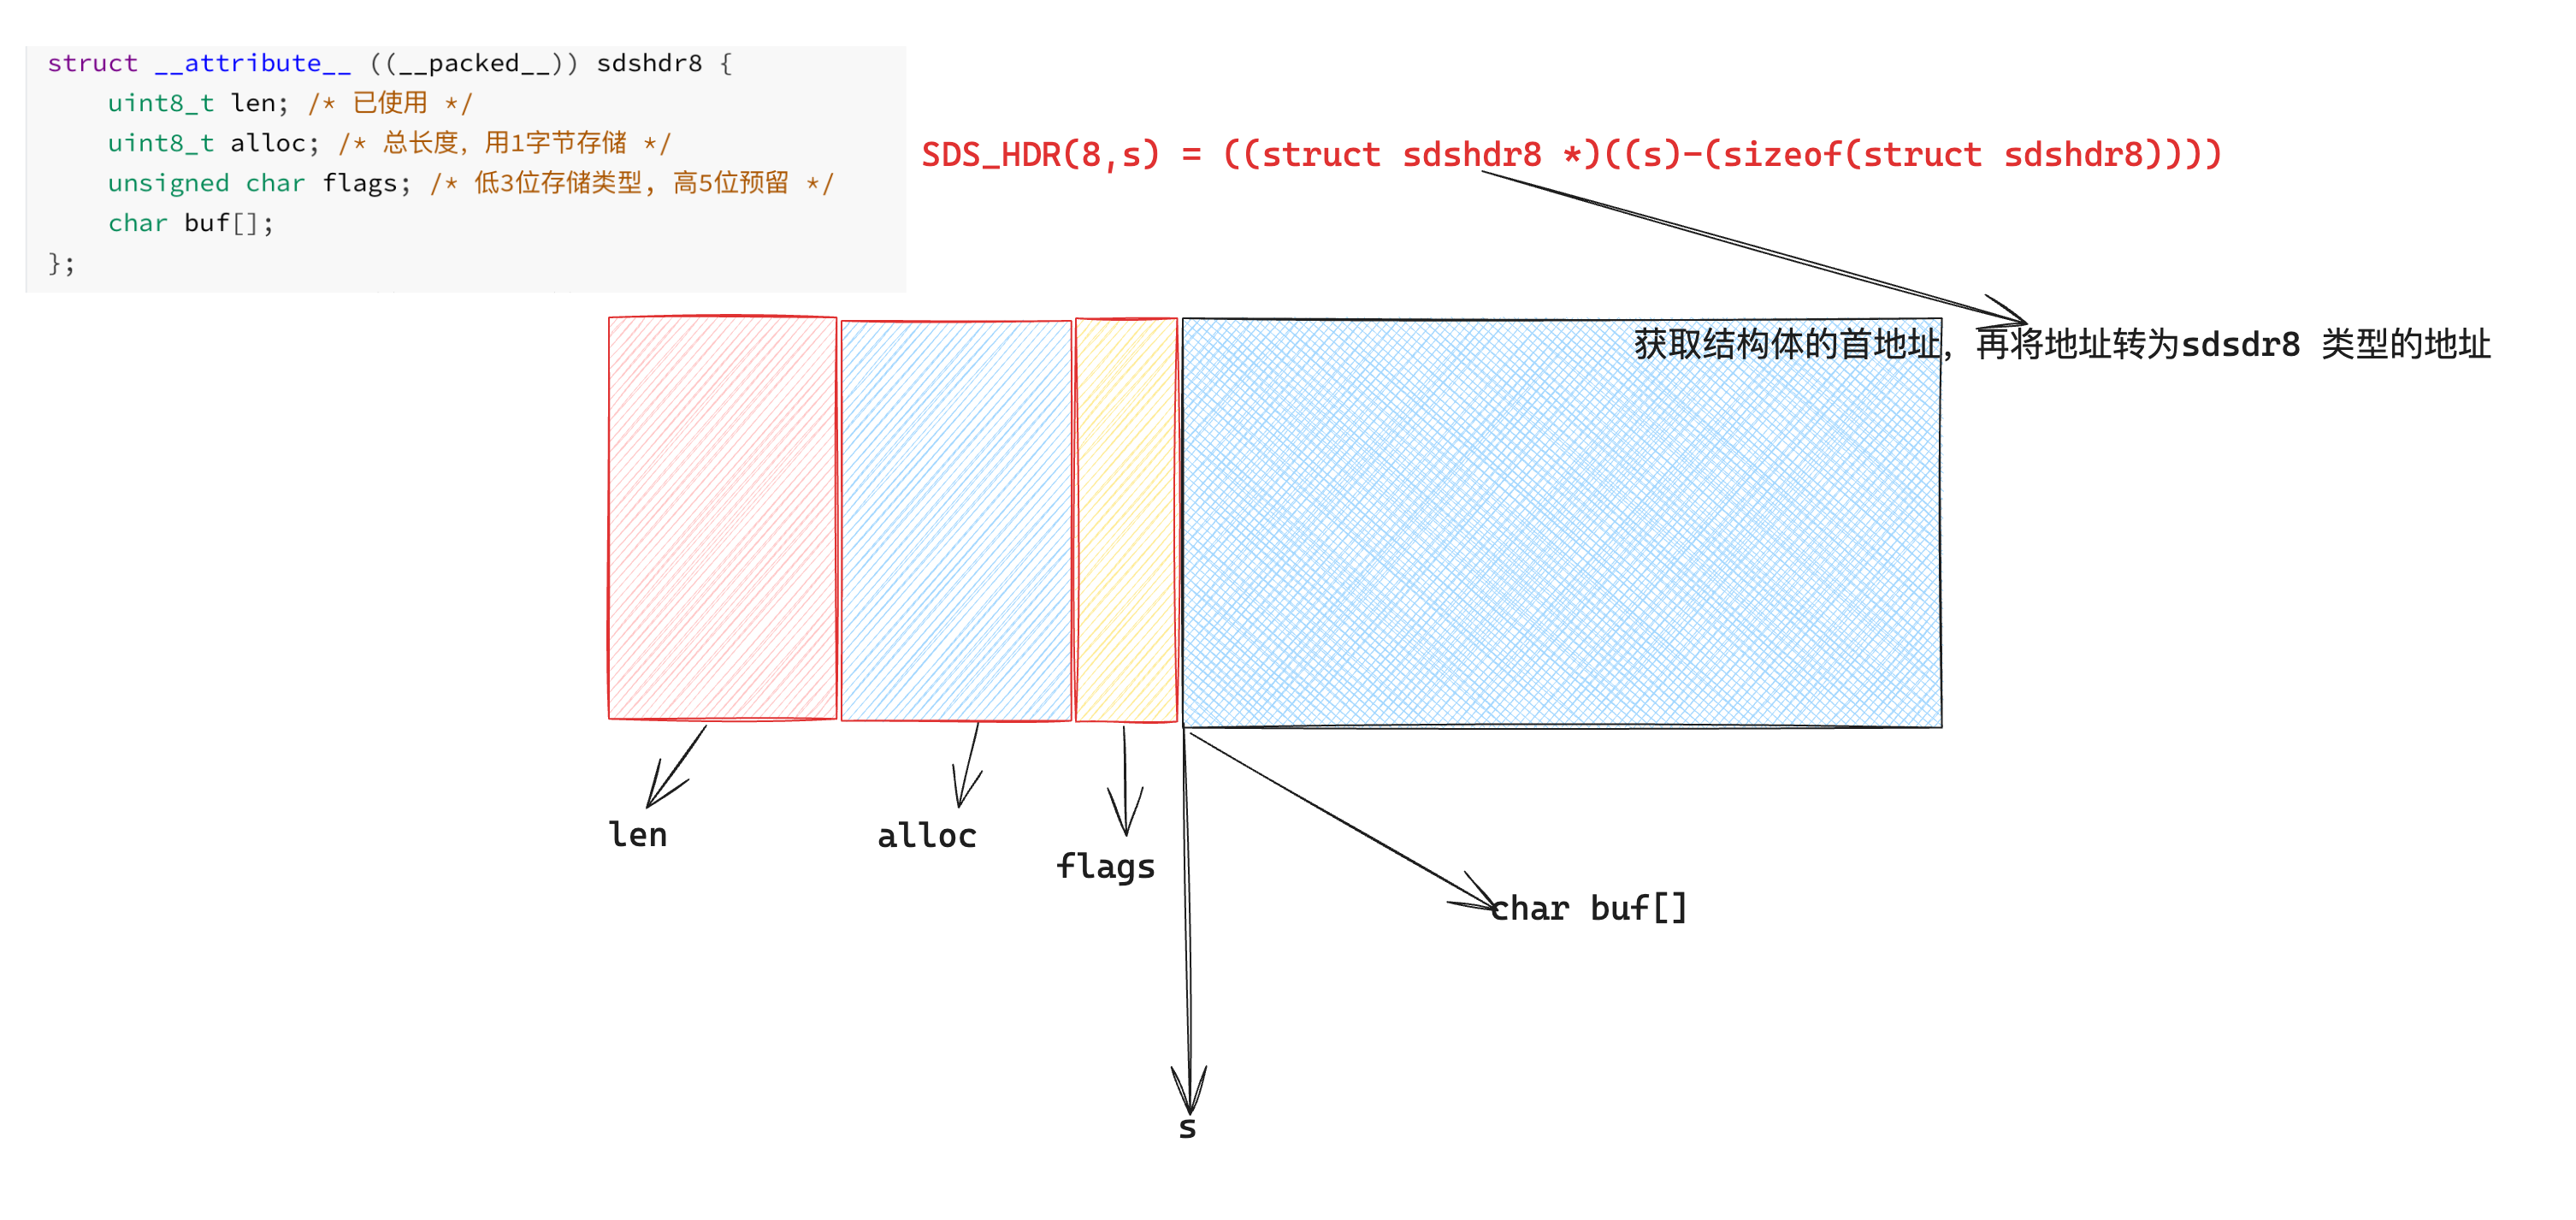 struct __attribute__ ((__packed__)) sdshdr8 {
    uint8_t len; /* 已使用 */
    uint8_t alloc; /* 总长度，用1字节存储 */
    unsigned char flags; /* 低3位存储类型, 高5位预留 */
    char buf[];
};
SDS_HDR(8,s) = ((struct sdshdr8 *)((s)-(sizeof(struct sdshdr8))))
获取结构体的首地址，再将地址转为sdsdr8 类型的地址
len
alloc
flags
char buf[]
s